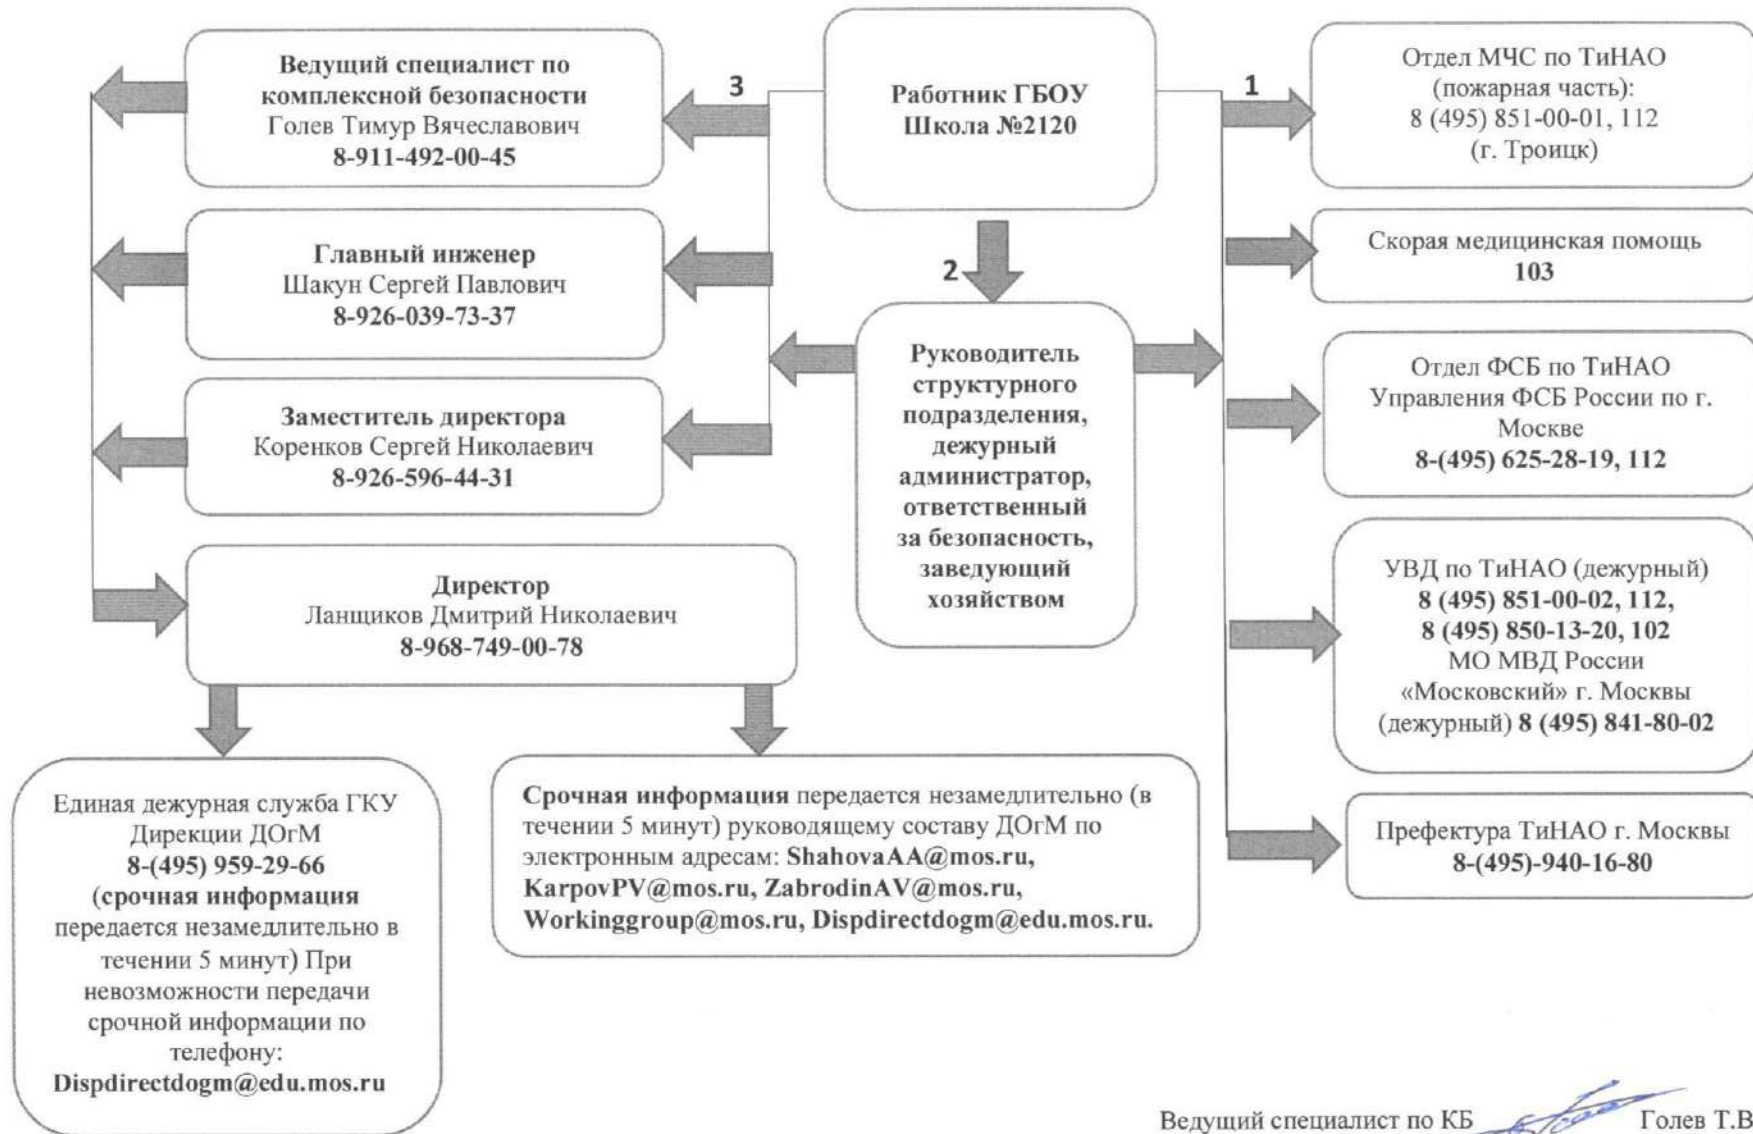 Ведущий специалист по
комплексной безопасности
Голев Тимур Вячеславович
8-911-492-00-45
3
Работник ГБОУ
Школа №2120
1
Отдел МЧС по ТиНАО
(пожарная часть):
8 (495) 851-00-01, 112
(г. Троицк)
Главный инженер
Шакун Сергей Павлович
8-926-039-73-37
2
Скорая медицинская помощь
103
Заместитель директора
Коренков Сергей Николаевич
8-926-596-44-31
Руководитель
структурного
подразделения,
дежурный
администратор,
ответственный
за безопасность,
заведующий
хозяйством
Отдел ФСБ по ТиНАО
Управления ФСБ России по г.
Москве
8-(495) 625-28-19, 112
Директор
Ланщиков Дмитрий Николаевич
8-968-749-00-78
УВД по ТиНАО (дежурный)
8 (495) 851-00-02, 112,
8 (495) 850-13-20, 102
МО МВД России
«Московский» г. Москвы
(дежурный) 8 (495) 841-80-02
Единая дежурная служба ГКУ
Дирекции ДОгМ
8-(495) 959-29-66
(срочная информация
передается незамедлительно в
течении 5 минут) При
невозможности передачи
срочной информации по
телефону:
Dispdirectdogm@edu.mos.ru
Срочная информация передается незамедлительно (в
течении 5 минут) руководящему составу ДОгМ по
электронным адресам: ShahovaAA@mos.ru,
KarpovPV@mos.ru, ZabrodinAV@mos.ru,
Workinggroup@mos.ru, Dispdirectdogm@edu.mos.ru.
Префектура ТиНАО г. Москвы
8-(495)-940-16-80
Ведущий специалист по КБ Голев Т.В